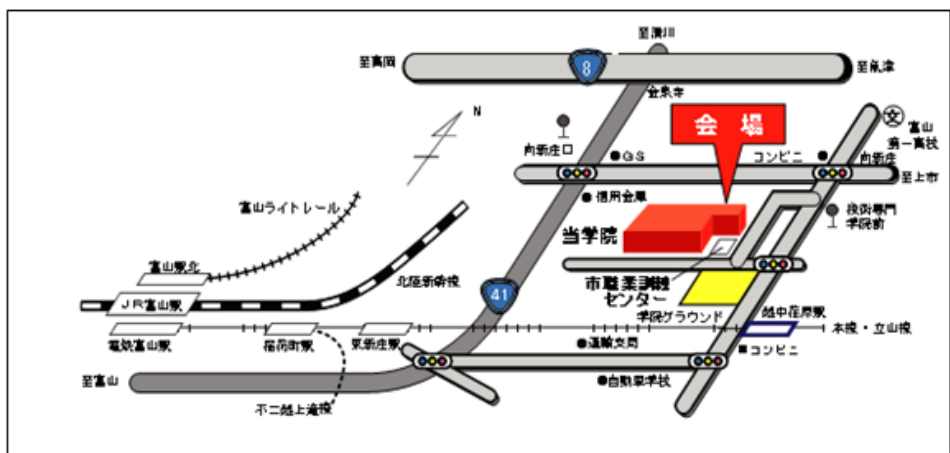 至滑川
至高岡
8
至魚津
金泉寺
N
会場
富山
第一高校
向新庄口
GS
コンビニ
向新庄
至上市
信用金庫
富山ライトレール
当学院
技術専門
学院前
富山駅北
北陸新幹線
市職業訓練
センター
JR富山駅
41
学院グラウンド
越中荏原駅
本線・立山線
電鉄富山駅
稲荷町駅
東新庄駅
運輸支局
コンビニ
至富山
自動車学校
不二越上滝線